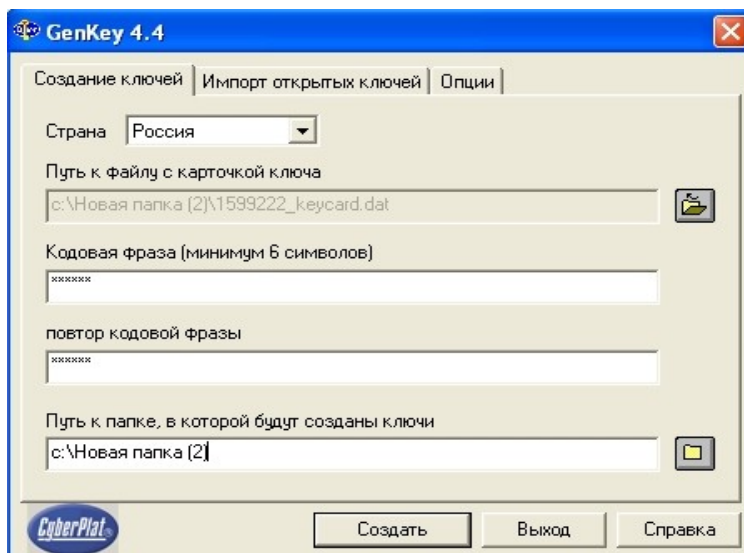 GenKey 4.4
Создание ключей Импорт открытых ключей Опции
Страна Россия
Путь к файлу с карточкой ключа
c:\Новая папка (2)\1599222_keycard.dat
Кодовая фраза (минимум 6 символов)
******
повтор кодовой фразы
******
Путь к папке, в которой будут созданы ключи
c:\Новая папка (2)
CyberPlat Создать Выход Справка